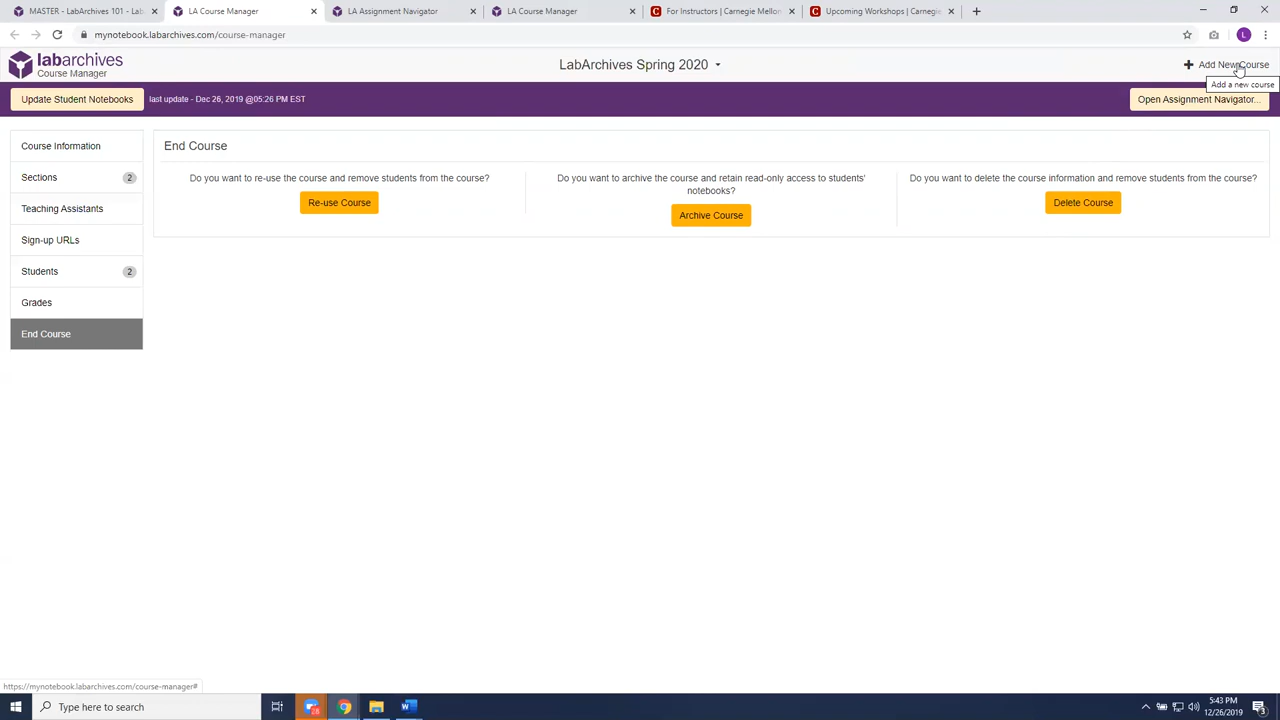 MASTER - LabArchives 101 - Lab
LA Course Manager
LA Assignment Navigator
LA Course Manager
For Instructors | Carnegie Mellon
Upcoming Workshops | Carnegie
mynotebook.labarchives.com/course-manager
L
labarchives
Course Manager
LabArchives Spring 2020
Add New Course
Add a new course
Update Student Notebooks
last update - Dec 26, 2019 @05:26 PM EST
Open Assignment Navigator...
Course Information
Sections 2
Teaching Assistants
Sign-up URLs
Students 2
Grades
End Course
End Course
Do you want to re-use the course and remove students from the course?
Re-use Course
Do you want to archive the course and retain read-only access to students'
notebooks?
Archive Course
Do you want to delete the course information and remove students from the course?
Delete Course
https://mynotebook.labarchives.com/course-manager#
Type here to search
5:43 PM
12/26/2019